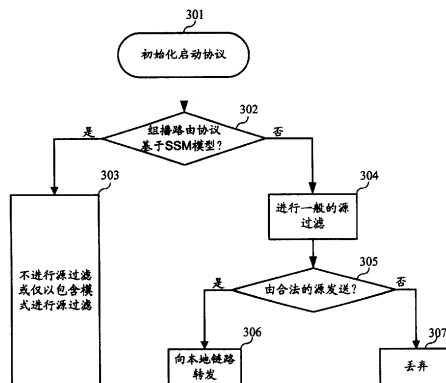 301
初始化启动协议
302
组播路由协议
基于SSM模型？
是
否
303
不进行源过滤
或仅以包含模
式进行源过滤
304
进行一般的源
过滤
305
由合法的源发送？
是
否
306
向本地链路
转发
307
丢弃